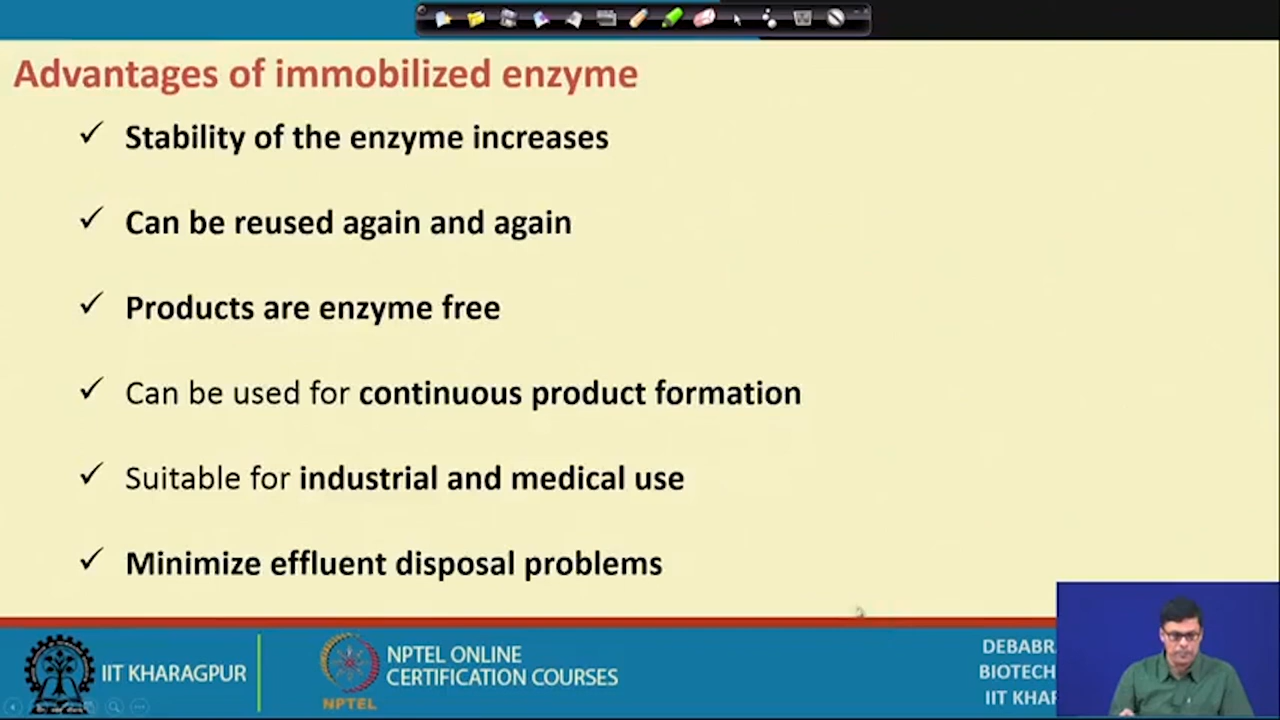 Advantages of immobilized enzyme
✓ Stability of the enzyme increases
✓ Can be reused again and again
✓ Products are enzyme free
✓ Can be used for continuous product formation
✓ Suitable for industrial and medical use
✓ Minimize effluent disposal problems
IIT KHARAGPUR
NPTEL
NPTEL ONLINE
CERTIFICATION COURSES
DEBABR
BIOTECH
IIT KHAR